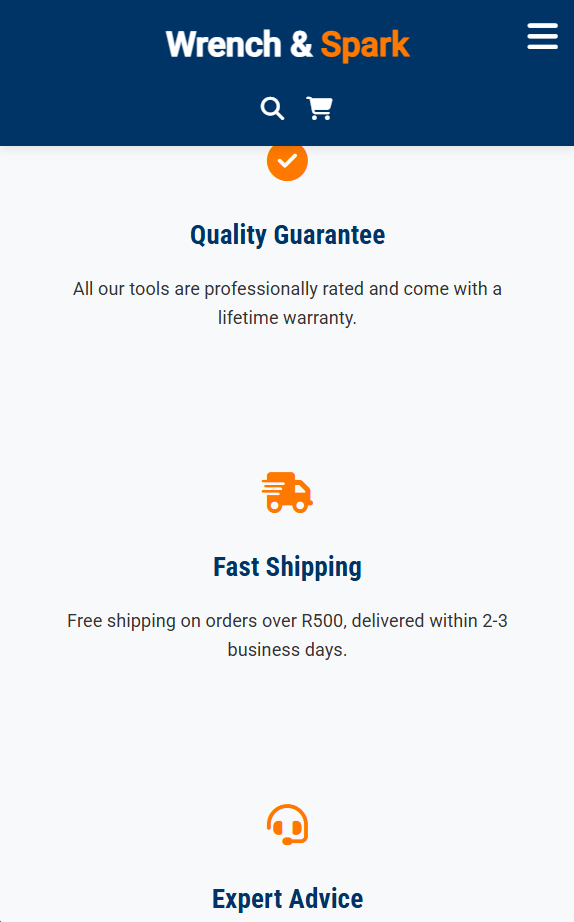 Wrench & Spark
Quality Guarantee
All our tools are professionally rated and come with a
lifetime warranty.
Fast Shipping
Free shipping on orders over R500, delivered within 2-3
business days.
Expert Advice